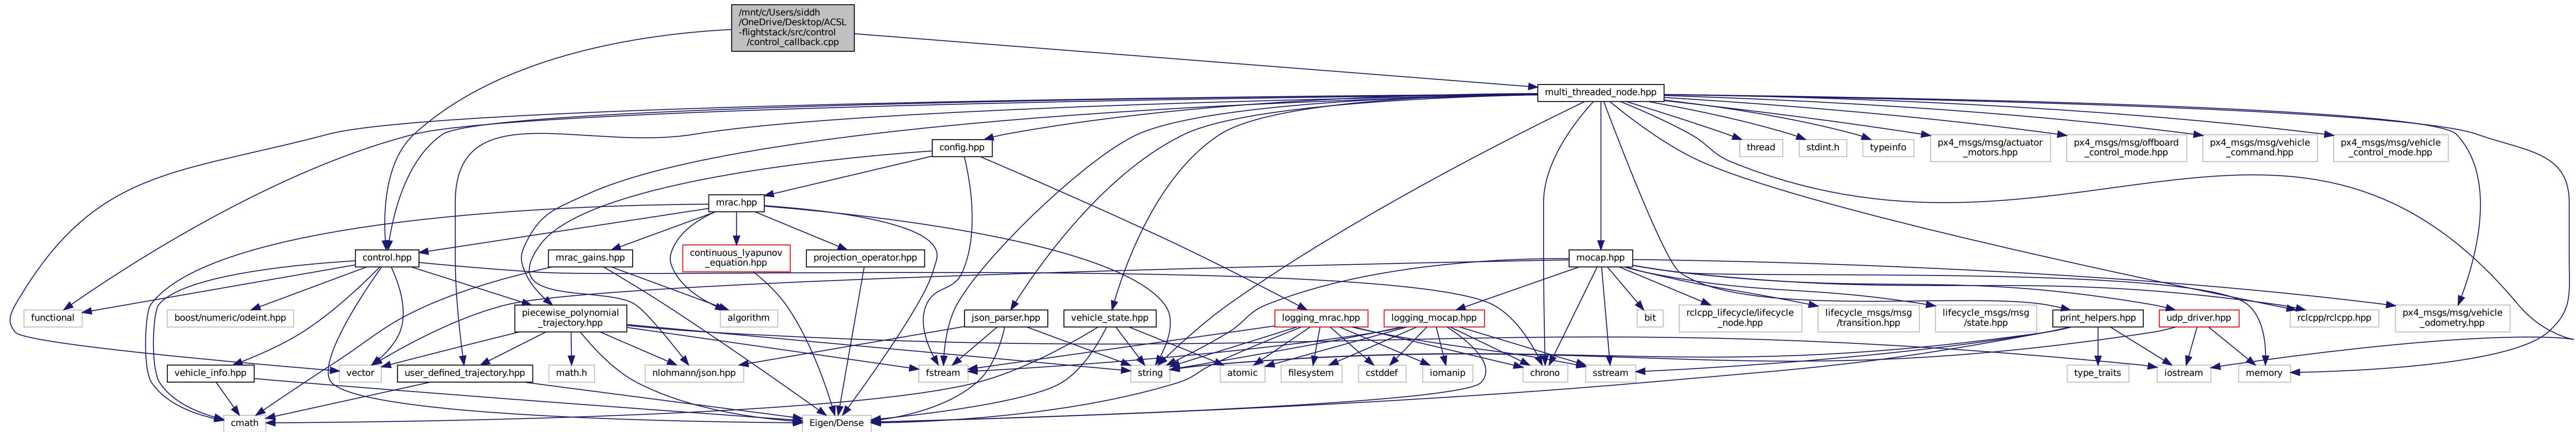 /mnt/c/Users/siddh
/OneDrive/Desktop/ACSL
-flightstack/src/control
/control_callback.cpp
multi_threaded_node.hpp
config.hpp
thread
stdint.h
typeinfo
px4_msgs/msg/actuator
_motors.hpp
px4_msgs/msg/offboard
_control_mode.hpp
px4_msgs/msg/vehicle
_command.hpp
px4_msgs/msg/vehicle
_control_mode.hpp
mrac.hpp
control.hpp
mrac_gains.hpp
continuous_lyapunov
_equation.hpp
projection_operator.hpp
mocap.hpp
functional
boost/numeric/odeint.hpp
piecewise_polynomial
_trajectory.hpp
algorithm
json_parser.hpp
vehicle_state.hpp
logging_mrac.hpp
logging_mocap.hpp
bit
rclcpp_lifecycle/lifecycle
_node.hpp
lifecycle_msgs/msg
/transition.hpp
lifecycle_msgs/msg
/state.hpp
print_helpers.hpp
udp_driver.hpp
rclcpp/rclcpp.hpp
px4_msgs/msg/vehicle
_odometry.hpp
vehicle_info.hpp
vector
user_defined_trajectory.hpp
math.h
nlohmann/json.hpp
fstream
string
atomic
filesystem
cstddef
iomanip
chrono
sstream
type_traits
iostream
memory
cmath
Eigen/Dense